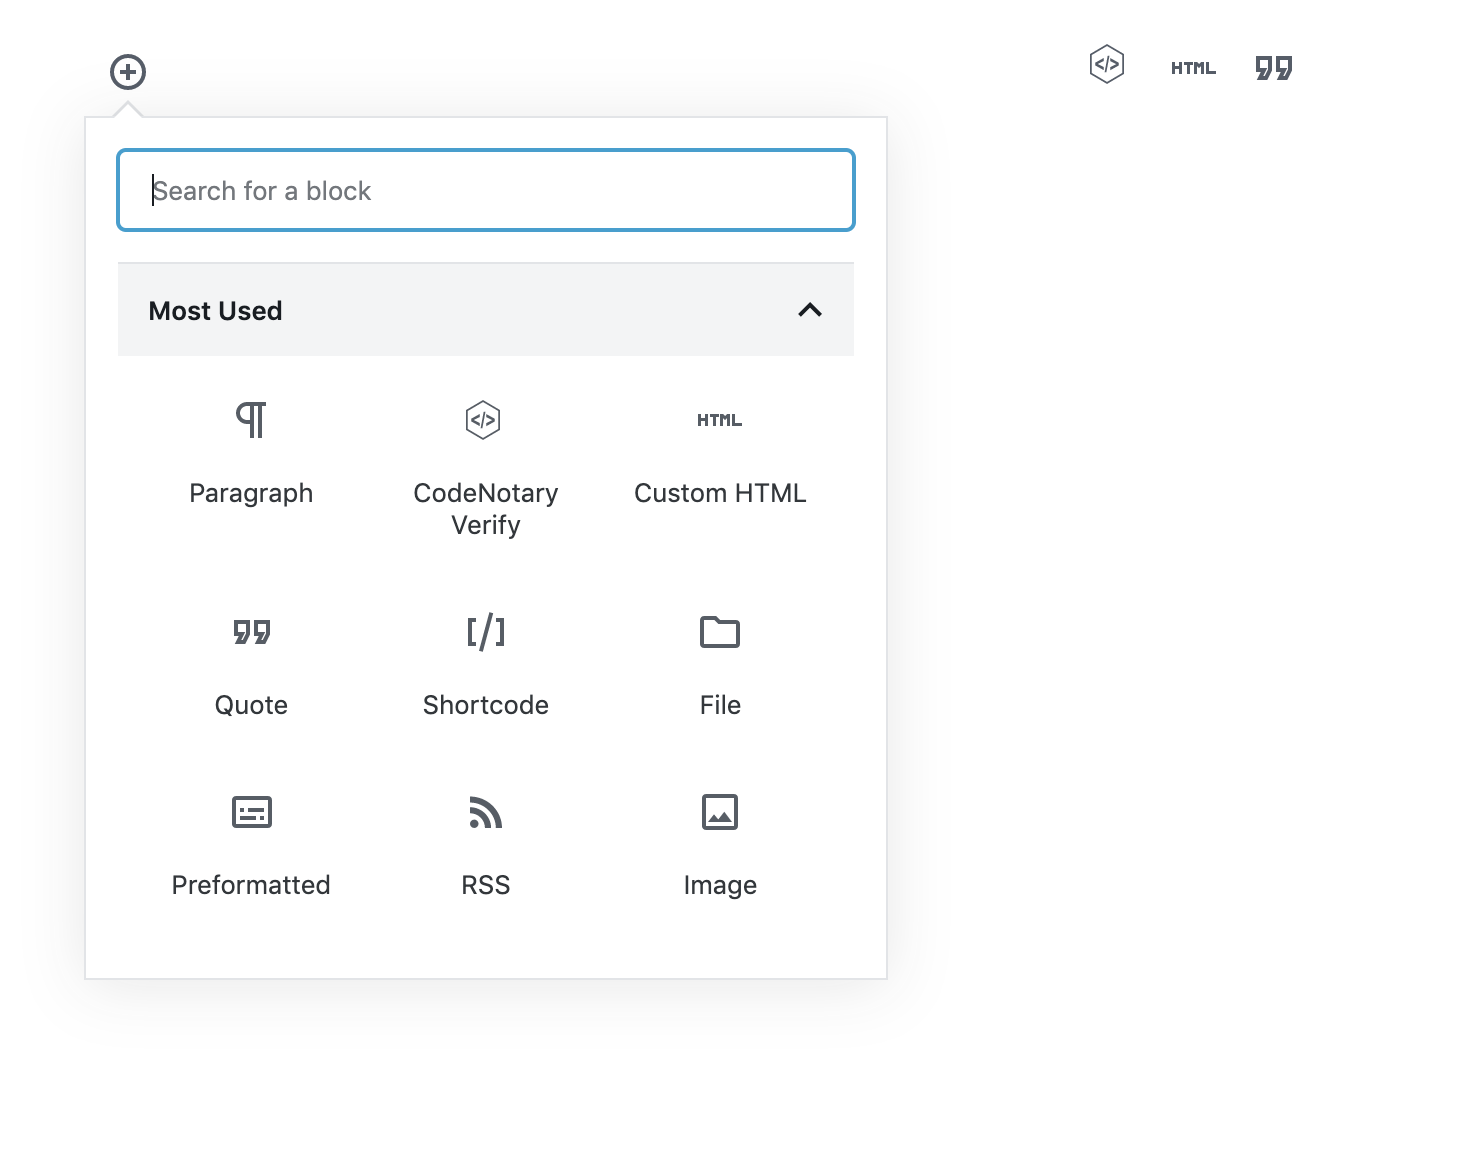 HTML
Search for a block
Most Used
HTML
Paragraph
CodeNotary
Verify
Custom HTML
[/]
Quote
Shortcode
File
Preformatted
RSS
Image